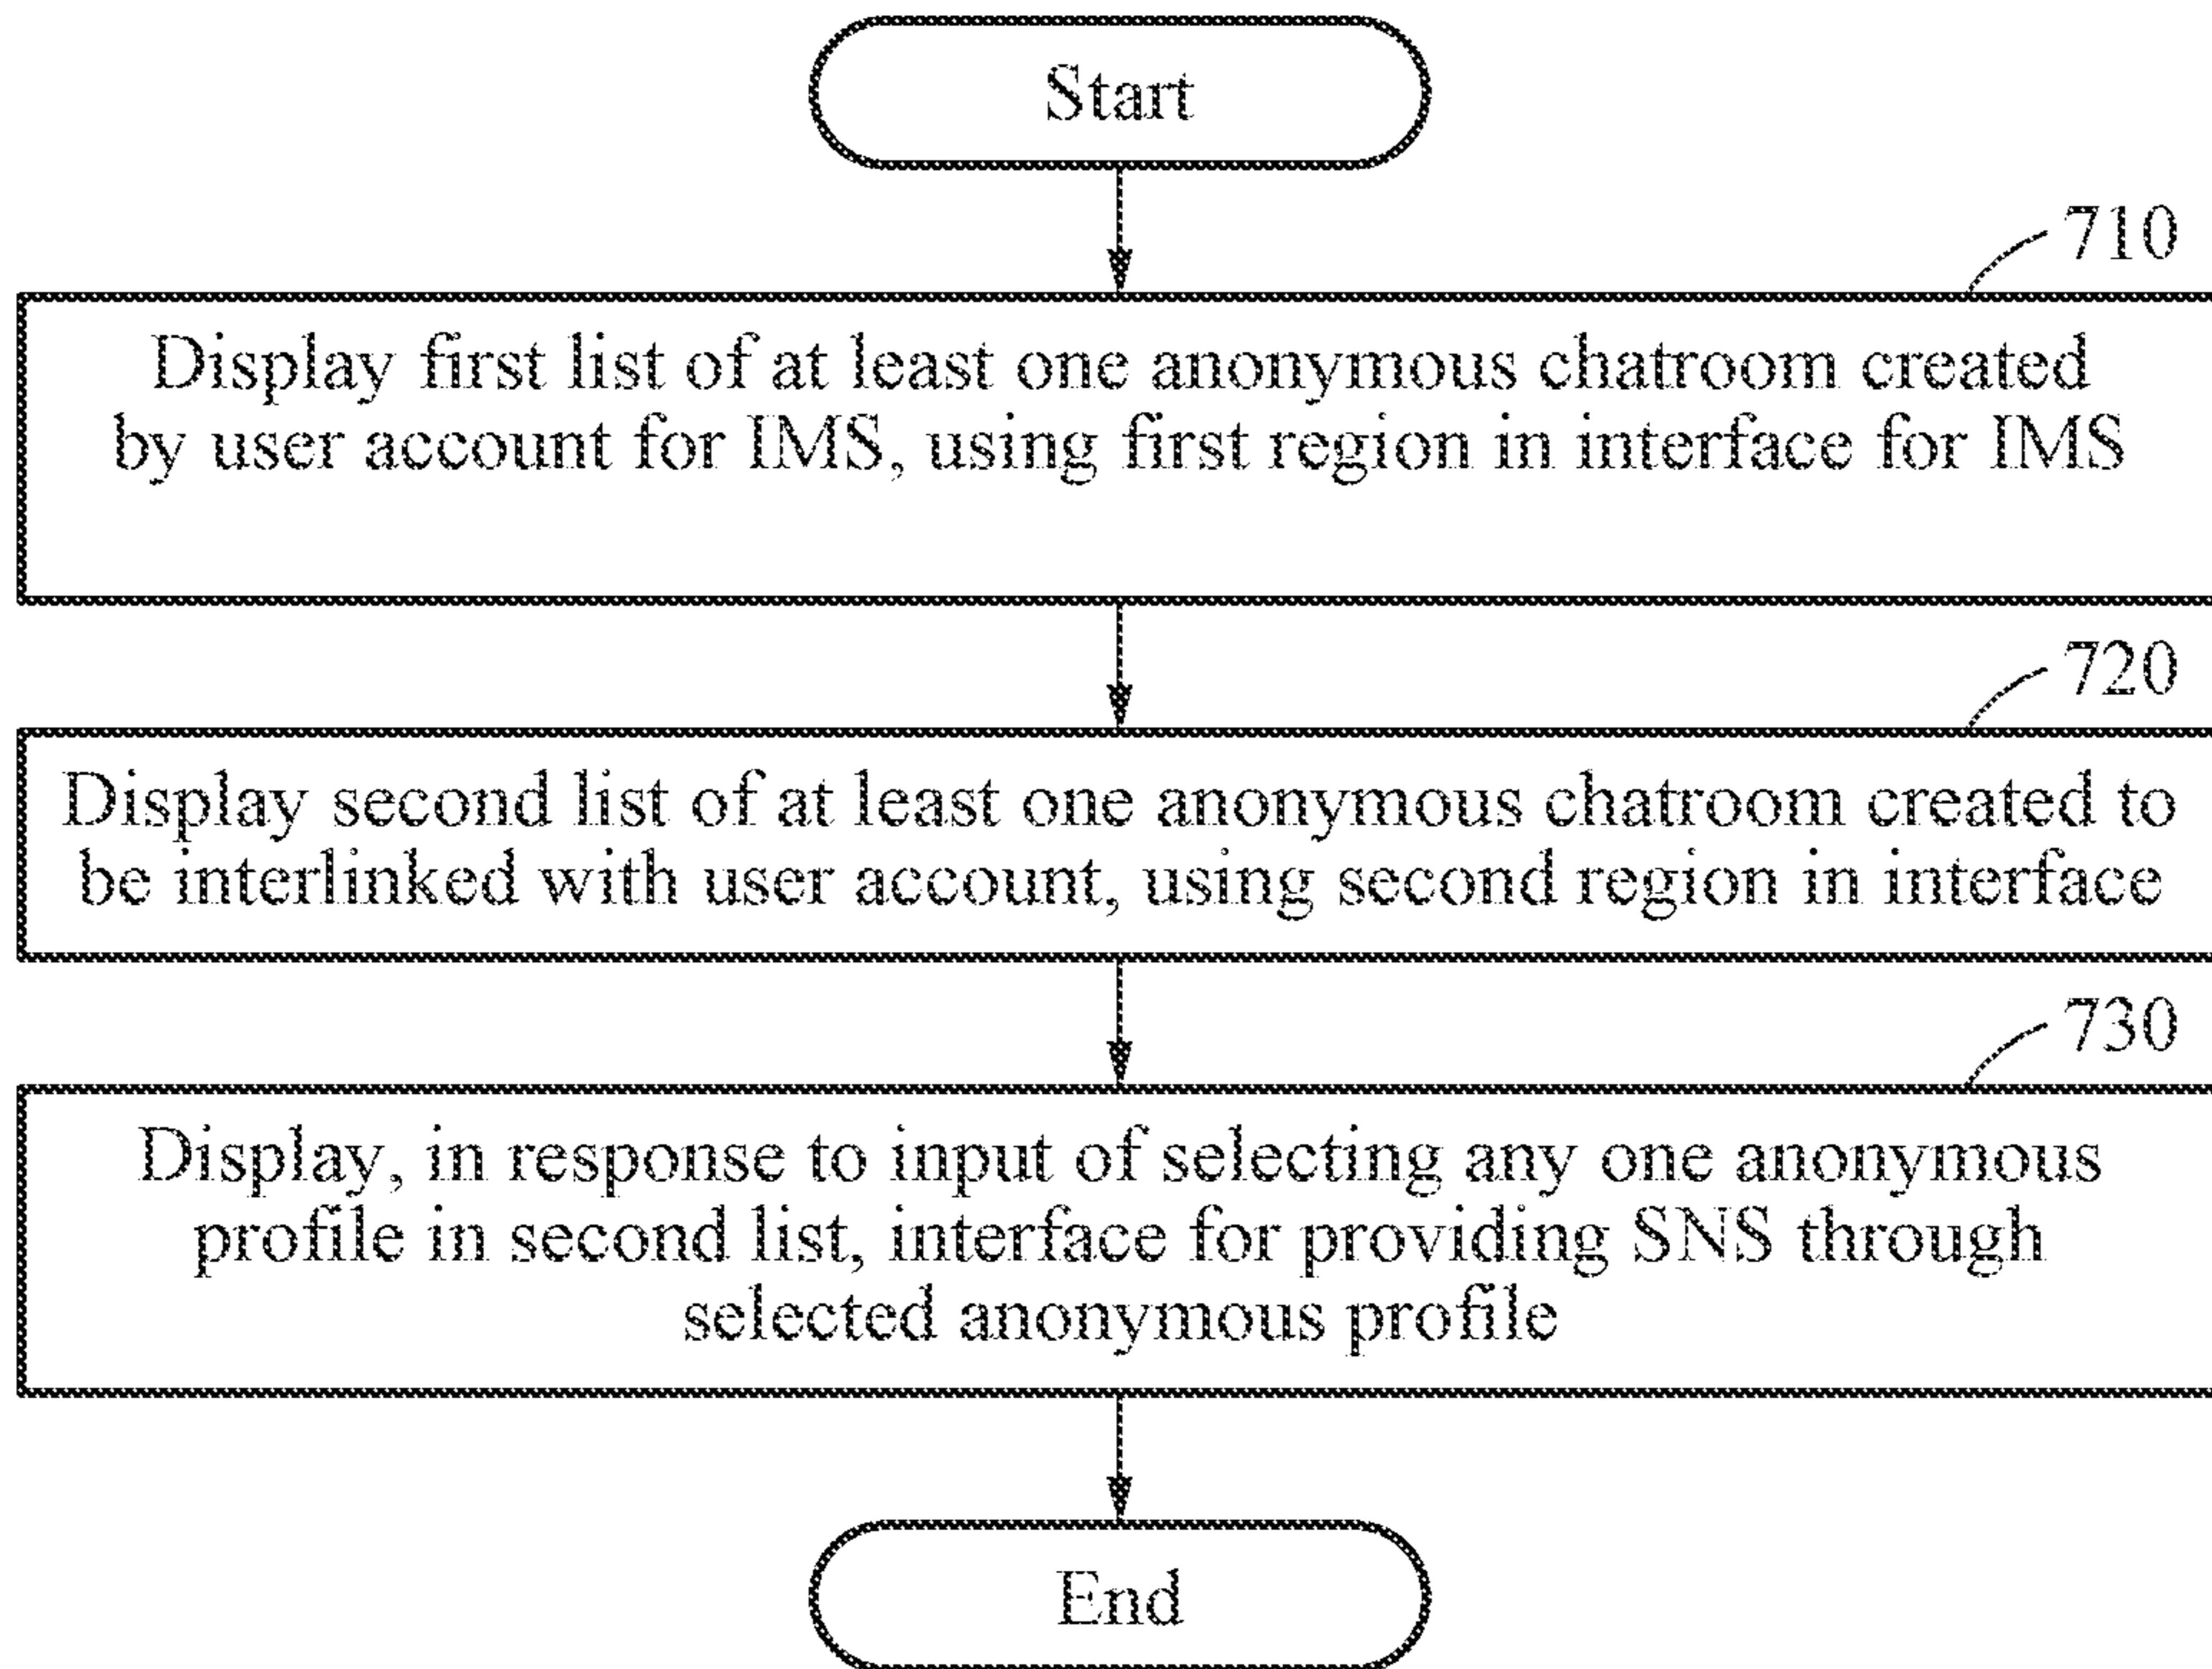 Start
710
Display first list of at least one anonymous chatroom created
by user account for IMS, using first region in interface for IMS
720
Display second list of at least one anonymous chatroom created to
be interlinked with user account, using second region in interface
730
Display, in response to input of selecting any one anonymous
profile in second list, interface for providing SNS through
selected anonymous profile
End